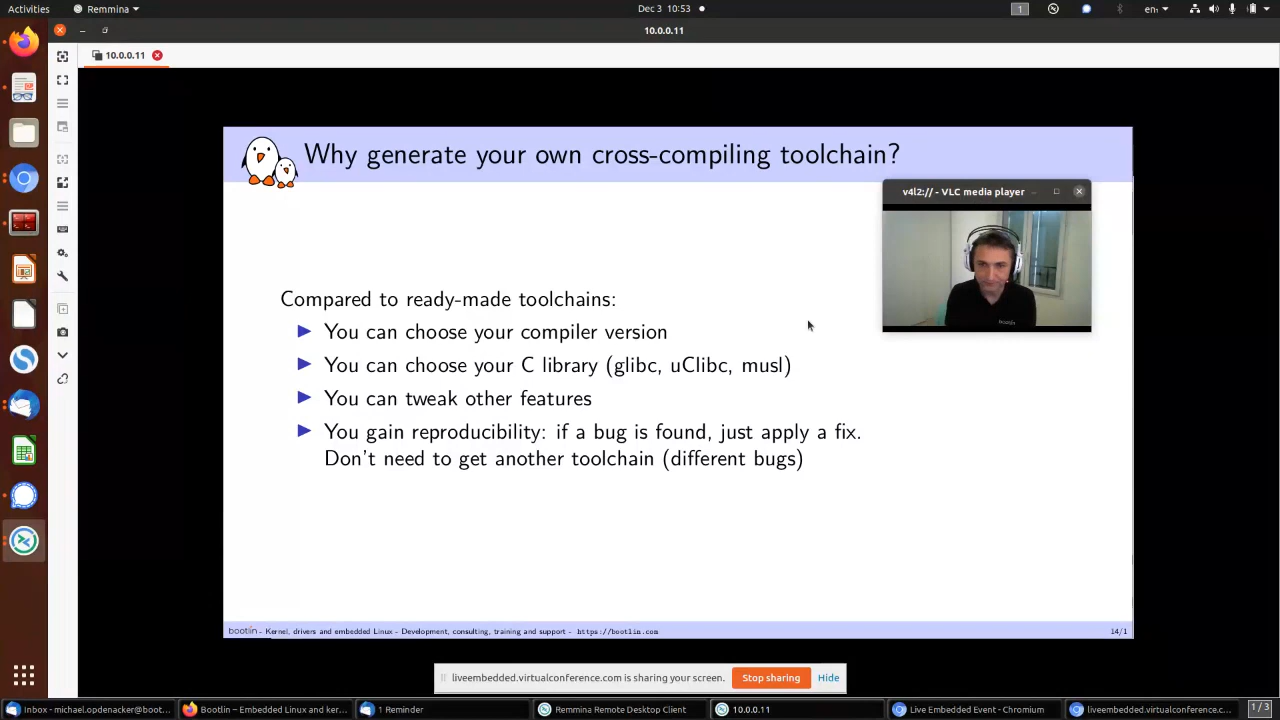 Activities
Remmina
Dec 3 10:53
1
en
10.0.0.11
10.0.0.11
Why generate your own cross-compiling toolchain?
v4l2:// - VLC media player
bootlin
Compared to ready-made toolchains:
You can choose your compiler version
You can choose your C library (glibc, uClibc, musl)
You can tweak other features
You gain reproducibility: if a bug is found, just apply a fix.
Don't need to get another toolchain (different bugs)
bootlin - Kernel, drivers and embedded Linux - Development, consulting, training and support - https://bootlin.com
14/1
liveembedded.virtualconference.com is sharing your screen.
Stop sharing
Hide
Inbox - michael.opdenacker@boot...
Bootlin – Embedded Linux and ker...
1 Reminder
Remmina Remote Desktop Client
10.0.0.11
Live Embedded Event - Chromium
liveembedded.virtualconference.c...
1/3